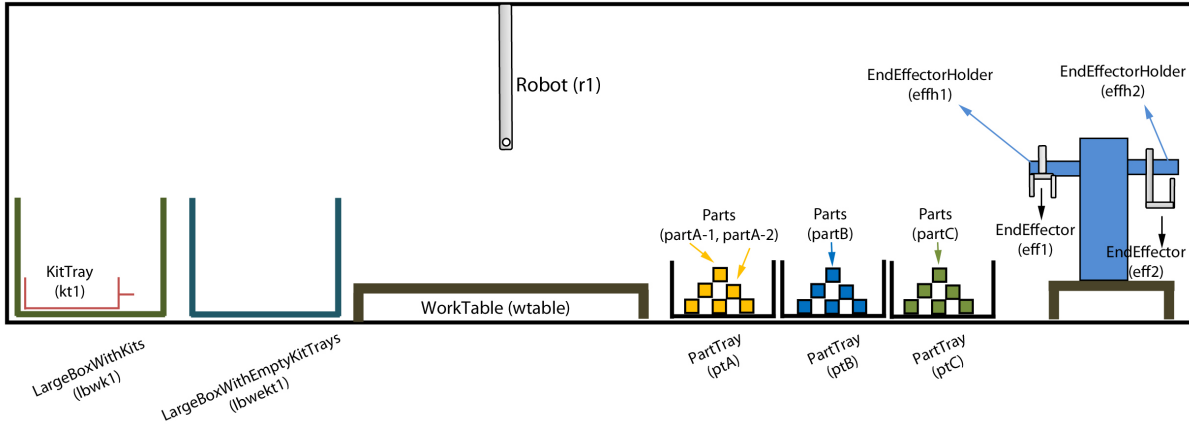 Robot (r1)
EndEffectorHolder
(effh1)
EndEffectorHolder
(effh2)
KitTray
(kt1)
Parts
(partA-1, partA-2)
Parts
(partB)
Parts
(partC)
EndEffector
(eff1)
EndEffector
(eff2)
WorkTable (wtable)
LargeBoxWithKits
(lbwk1)
LargeBoxWithEmptyKitTrays
(lbwekt1)
PartTray
(ptA)
PartTray
(ptB)
PartTray
(ptC)